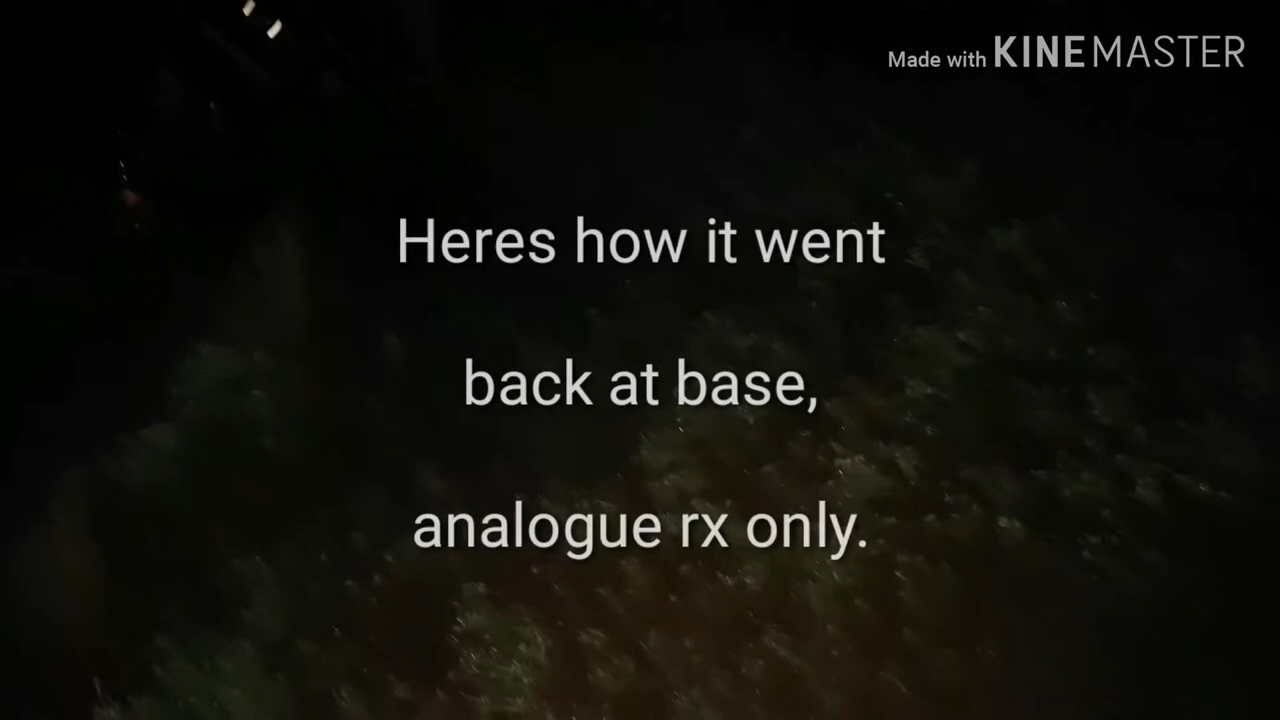 Made with KINEMASTER
Heres how it went
back at base,
analogue rx only.